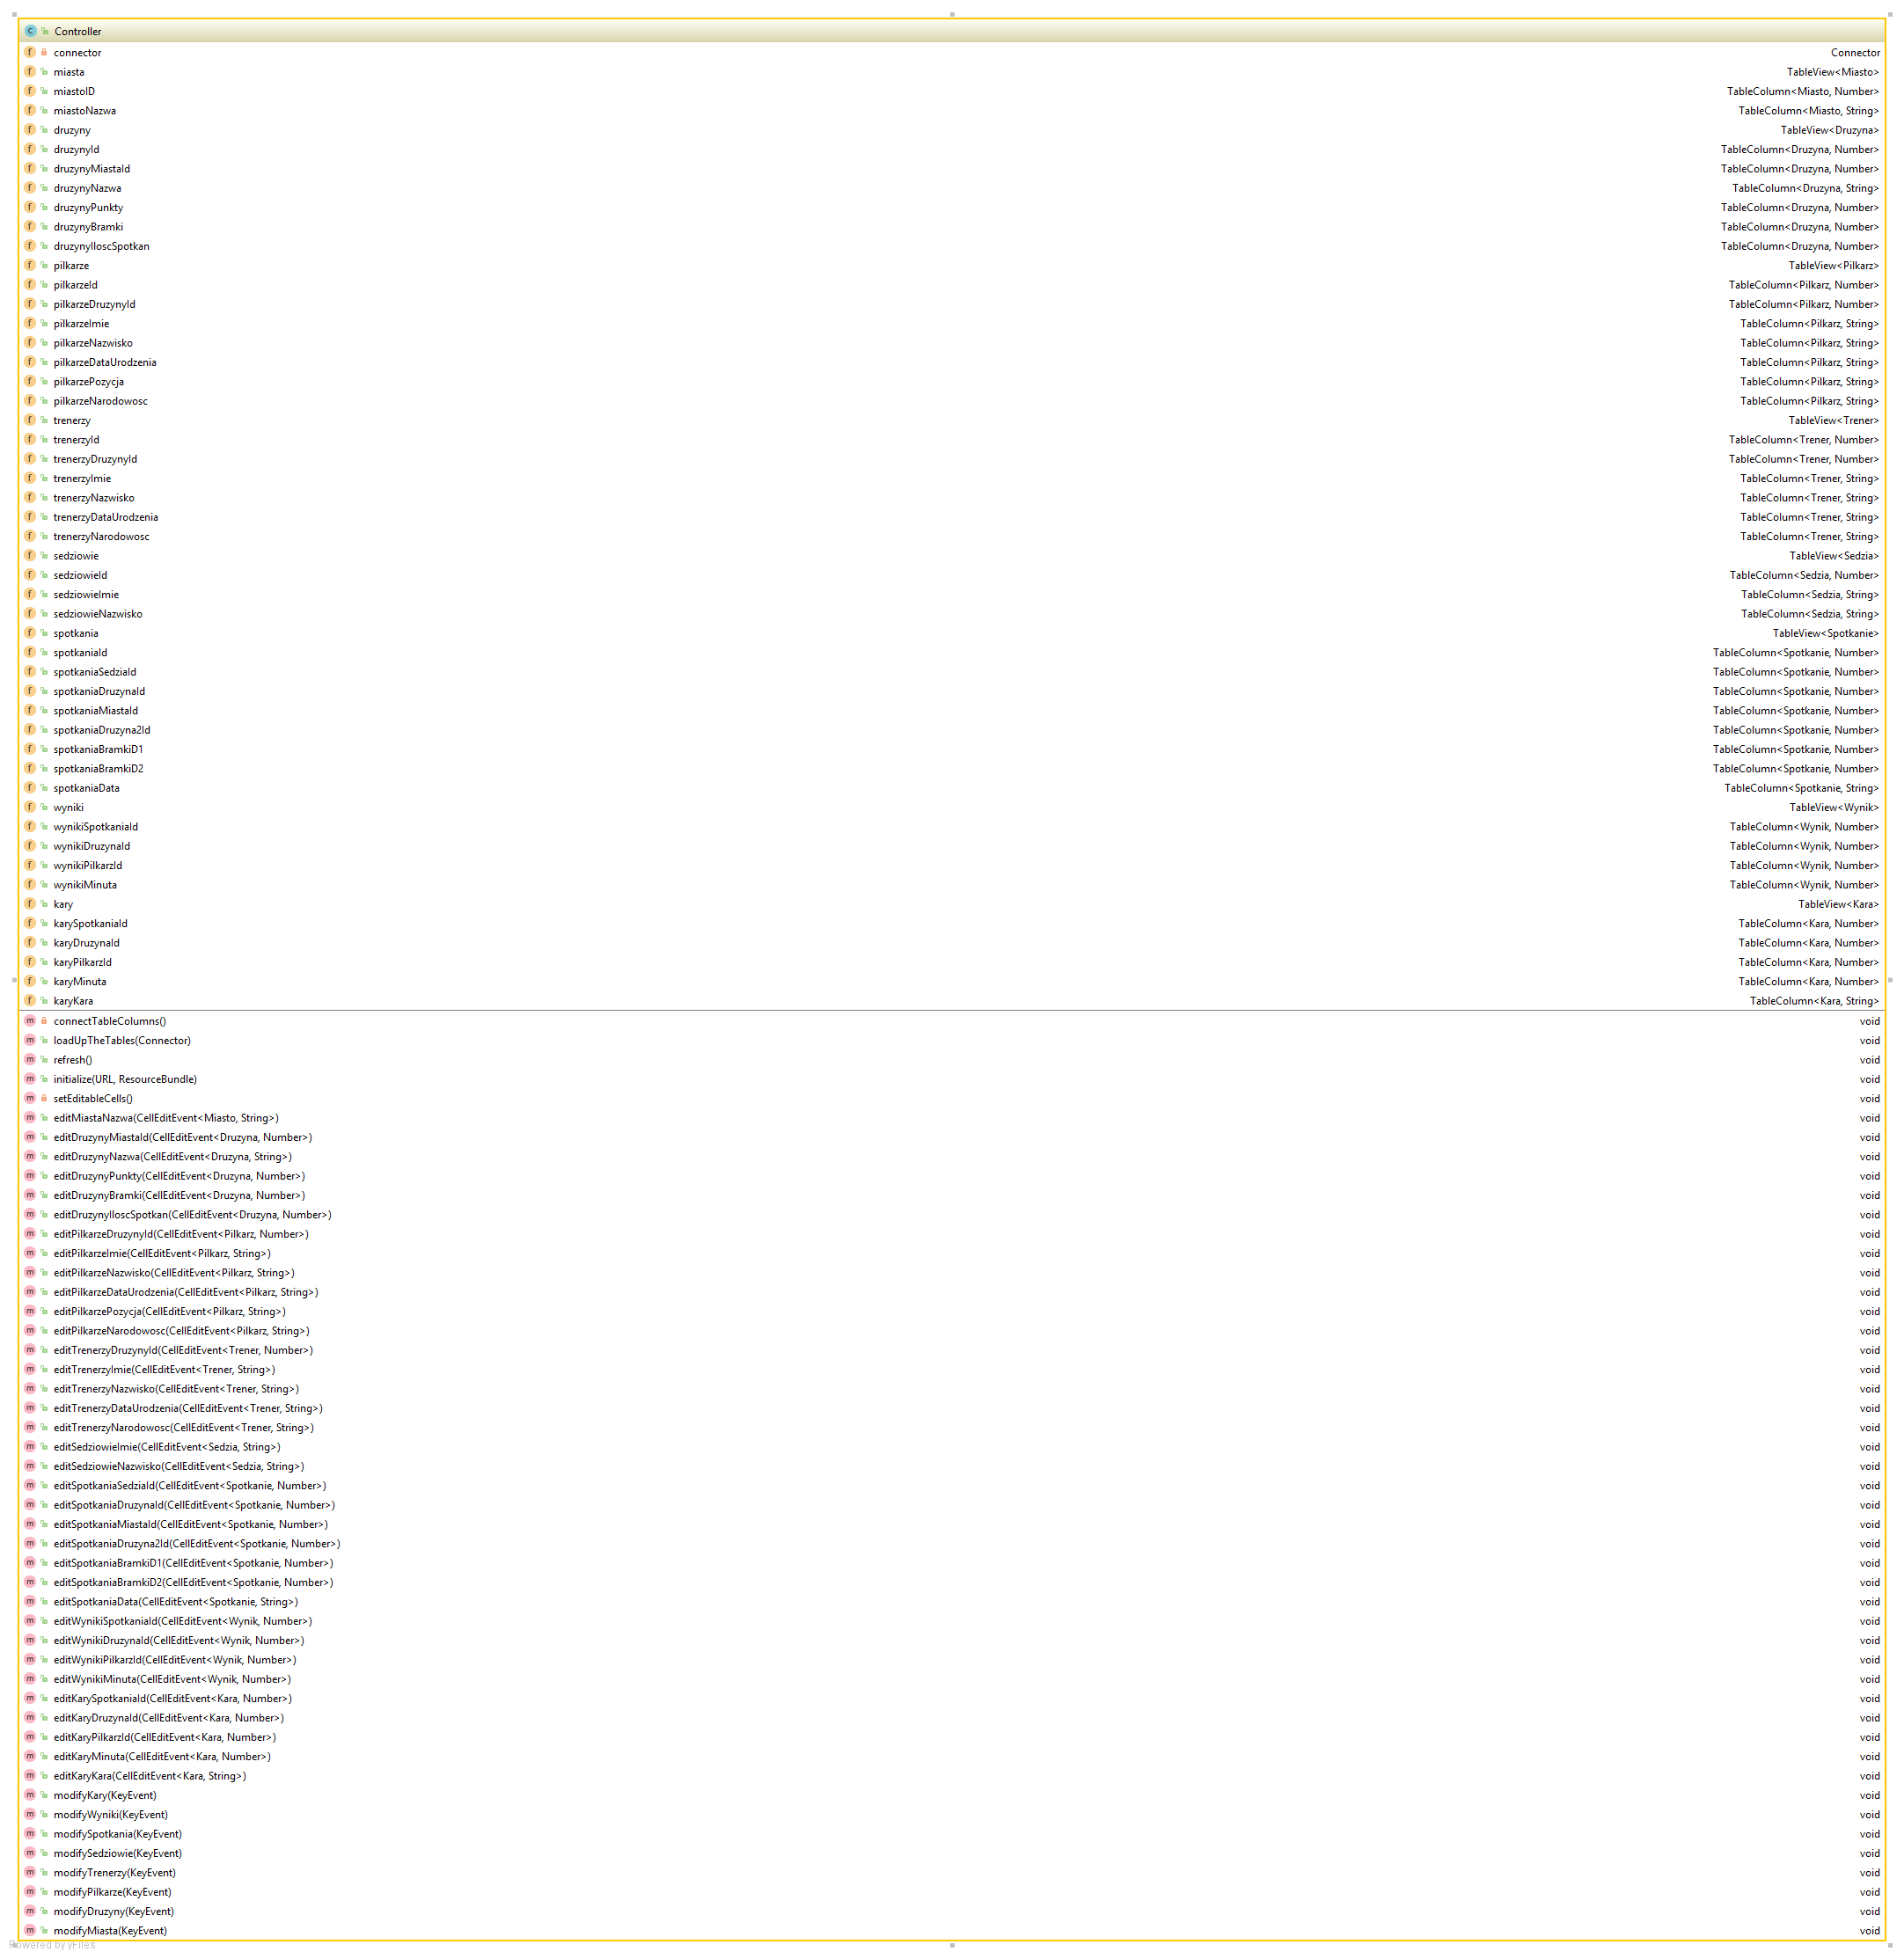 Controller
connector Connector
miasta TableView<Miasto>
miastoID TableColumn<Miasto, Number>
miastoNazwa TableColumn<Miasto, String>
druzyny TableView<Druzyna>
druzynyId TableColumn<Druzyna, Number>
druzynyMiastaId TableColumn<Druzyna, Number>
druzynyNazwa TableColumn<Druzyna, String>
druzynyPunkty TableColumn<Druzyna, Number>
druzynyBramki TableColumn<Druzyna, Number>
druzynyIloscSpotkan TableColumn<Druzyna, Number>
pilkarze TableView<Pilkarz>
pilkarzeId TableColumn<Pilkarz, Number>
pilkarzeDruzynyId TableColumn<Pilkarz, Number>
pilkarzeImie TableColumn<Pilkarz, String>
pilkarzeNazwisko TableColumn<Pilkarz, String>
pilkarzeDataUrodzenia TableColumn<Pilkarz, String>
pilkarzePozycja TableColumn<Pilkarz, String>
pilkarzeNarodowosc TableColumn<Pilkarz, String>
trenerzy TableView<Trener>
trenerzyId TableColumn<Trener, Number>
trenerzyDruzynyId TableColumn<Trener, Number>
trenerzyImie TableColumn<Trener, String>
trenerzyNazwisko TableColumn<Trener, String>
trenerzyDataUrodzenia TableColumn<Trener, String>
trenerzyNarodowosc TableColumn<Trener, String>
sedziowie TableView<Sedzia>
sedziowieId TableColumn<Sedzia, Number>
sedziowieImie TableColumn<Sedzia, String>
sedziowieNazwisko TableColumn<Sedzia, String>
spotkania TableView<Spotkanie>
spotkaniaId TableColumn<Spotkanie, Number>
spotkaniaSedziaId TableColumn<Spotkanie, Number>
spotkaniaDruzynaId TableColumn<Spotkanie, Number>
spotkaniaMiastaId TableColumn<Spotkanie, Number>
spotkaniaDruzyna2Id TableColumn<Spotkanie, Number>
spotkaniaBramkiD1 TableColumn<Spotkanie, Number>
spotkaniaBramkiD2 TableColumn<Spotkanie, Number>
spotkaniaData TableColumn<Spotkanie, String>
wyniki TableView<Wynik>
wynikiSpotkaniaId TableColumn<Wynik, Number>
wynikiDruzynaId TableColumn<Wynik, Number>
wynikiPilkarzId TableColumn<Wynik, Number>
wynikiMinuta TableColumn<Wynik, Number>
kary TableView<Kara>
karySpotkaniaId TableColumn<Kara, Number>
karyDruzynaId TableColumn<Kara, Number>
karyPilkarzId TableColumn<Kara, Number>
karyMinuta TableColumn<Kara, Number>
karyKara TableColumn<Kara, String>
connectTableColumns() void
loadUpTheTables(Connector) void
refresh() void
initialize(URL, ResourceBundle) void
setEditableCells() void
editMiastaNazwa(CellEditEvent<Miasto, String>) void
editDruzynyMiastaId(CellEditEvent<Druzyna, Number>) void
editDruzynyNazwa(CellEditEvent<Druzyna, String>) void
editDruzynyPunkty(CellEditEvent<Druzyna, Number>) void
editDruzynyBramki(CellEditEvent<Druzyna, Number>) void
editDruzynyIloscSpotkan(CellEditEvent<Druzyna, Number>) void
editPilkarzeDruzynyId(CellEditEvent<Pilkarz, Number>) void
editPilkarzeImie(CellEditEvent<Pilkarz, String>) void
editPilkarzeNazwisko(CellEditEvent<Pilkarz, String>) void
editPilkarzeDataUrodzenia(CellEditEvent<Pilkarz, String>) void
editPilkarzePozycja(CellEditEvent<Pilkarz, String>) void
editPilkarzeNarodowosc(CellEditEvent<Pilkarz, String>) void
editTrenerzyDruzynyId(CellEditEvent<Trener, Number>) void
editTrenerzyImie(CellEditEvent<Trener, String>) void
editTrenerzyNazwisko(CellEditEvent<Trener, String>) void
editTrenerzyDataUrodzenia(CellEditEvent<Trener, String>) void
editTrenerzyNarodowosc(CellEditEvent<Trener, String>) void
editSedziowieImie(CellEditEvent<Sedzia, String>) void
editSedziowieNazwisko(CellEditEvent<Sedzia, String>) void
editSpotkaniaSedziaId(CellEditEvent<Spotkanie, Number>) void
editSpotkaniaDruzynaId(CellEditEvent<Spotkanie, Number>) void
editSpotkaniaMiastaId(CellEditEvent<Spotkanie, Number>) void
editSpotkaniaDruzyna2Id(CellEditEvent<Spotkanie, Number>) void
editSpotkaniaBramkiD1(CellEditEvent<Spotkanie, Number>) void
editSpotkaniaBramkiD2(CellEditEvent<Spotkanie, Number>) void
editSpotkaniaData(CellEditEvent<Spotkanie, String>) void
editWynikiSpotkaniaId(CellEditEvent<Wynik, Number>) void
editWynikiDruzynaId(CellEditEvent<Wynik, Number>) void
editWynikiPilkarzId(CellEditEvent<Wynik, Number>) void
editWynikiMinuta(CellEditEvent<Wynik, Number>) void
editKarySpotkaniaId(CellEditEvent<Kara, Number>) void
editKaryDruzynaId(CellEditEvent<Kara, Number>) void
editKaryPilkarzId(CellEditEvent<Kara, Number>) void
editKaryMinuta(CellEditEvent<Kara, Number>) void
editKaryKara(CellEditEvent<Kara, String>) void
modifyKary(KeyEvent) void
modifyWyniki(KeyEvent) void
modifySpotkania(KeyEvent) void
modifySedziowie(KeyEvent) void
modifyTrenerzy(KeyEvent) void
modifyPilkarze(KeyEvent) void
modifyDruzyny(KeyEvent) void
modifyMiasta(KeyEvent) void
Powered by yFiles